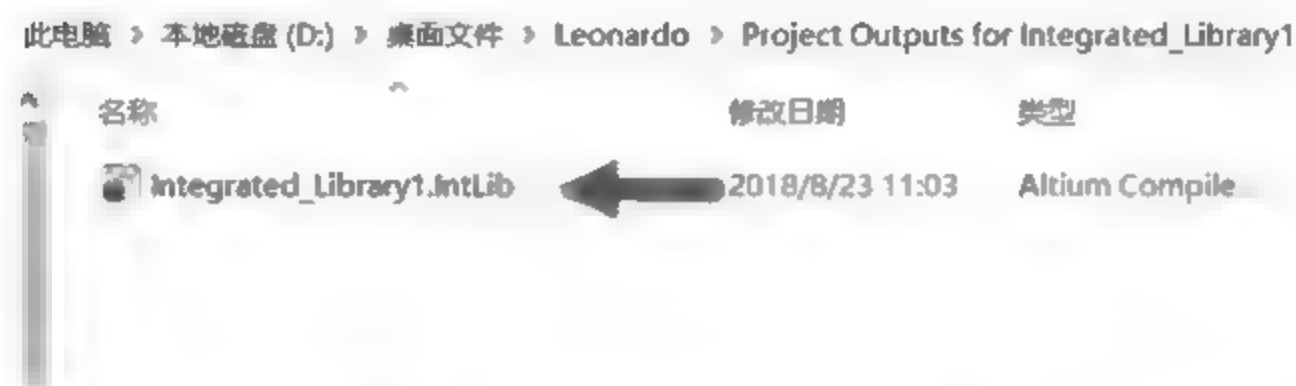 此电脑 > 本地磁盘 (D:) > 桌面文件 > Leonardo > Project Outputs for Integrated_Library1
名称 修改日期 类型
Integrated_Library1.IntLib 2018/8/23 11:03 Altium Compile